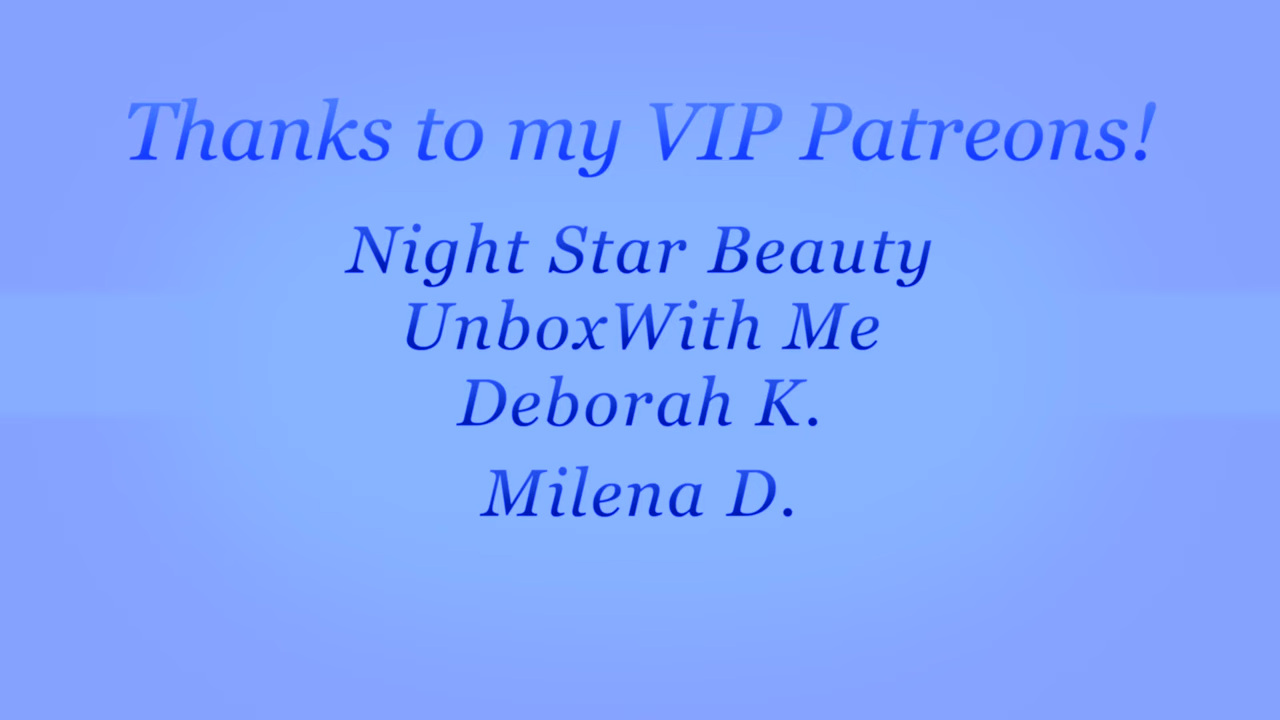 Thanks to my VIP Patreons!
Night Star Beauty
UnboxWith Me
Deborah K.
Milena D.